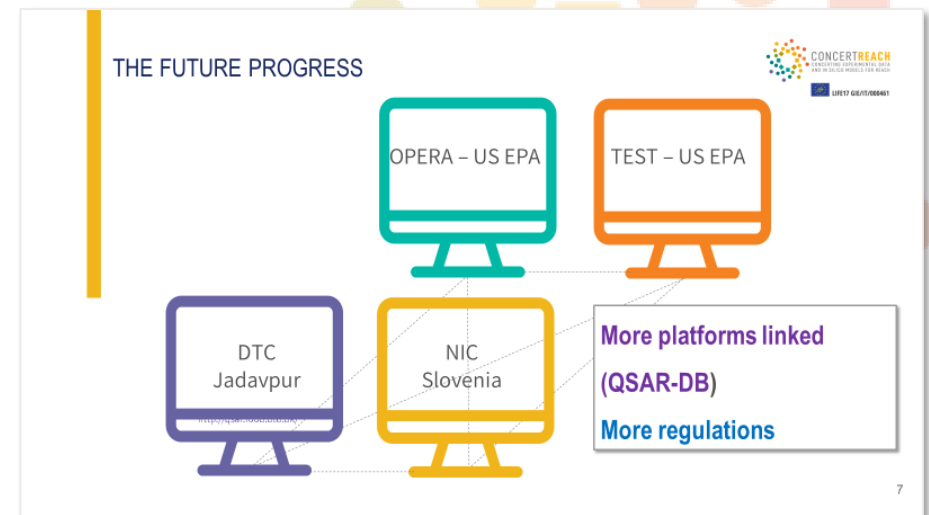 THE FUTURE PROGRESS
CONCERTREACH
CONCERTING EXPERIMENTAL DATA
AND IN SILICO MODELS FOR REACH
LIFE17 GIE/IT/000461
OPERA – US EPA
TEST – US EPA
DTC
Jadavpur
NIC
Slovenia
More platforms linked
(QSAR-DB)
More regulations
7